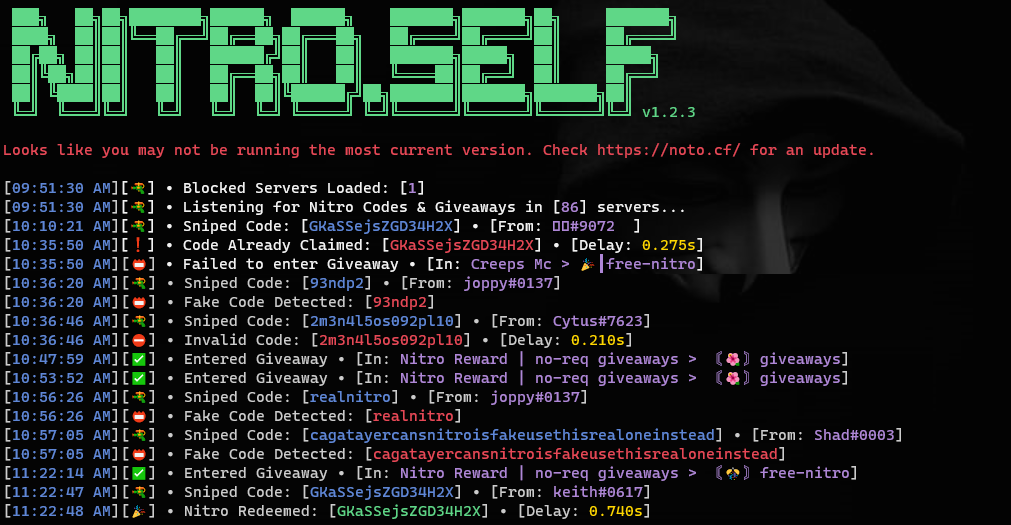 NITRO.SELF v1.2.3
Looks like you may not be running the most current version. Check https://noto.cf/ for an update.
[09:51:30 AM][🔫] • Blocked Servers Loaded: [1]
[09:51:30 AM][🔫] • Listening for Nitro Codes & Giveaways in [86] servers...
[10:10:21 AM][🔫] • Sniped Code: [GKaSSejsZGD34H2X] • [From: □□#9072  ]
[10:35:50 AM][❗] • Code Already Claimed: [GKaSSejsZGD34H2X] • [Delay: 0.275s]
[10:35:50 AM][📛] • Failed to enter Giveaway • [In: Creeps Mc > 🎉┃free-nitro]
[10:36:20 AM][🔫] • Sniped Code: [93ndp2] • [From: joppy#0137]
[10:36:20 AM][📛] • Fake Code Detected: [93ndp2]
[10:36:46 AM][🔫] • Sniped Code: [2m3n4l5os092pl10] • [From: Cytus#7623]
[10:36:46 AM][⛔] • Invalid Code: [2m3n4l5os092pl10] • [Delay: 0.210s]
[10:47:59 AM][✅] • Entered Giveaway • [In: Nitro Reward | no-req giveaways > 〘🌸〙giveaways]
[10:53:52 AM][✅] • Entered Giveaway • [In: Nitro Reward | no-req giveaways > 〘🌸〙giveaways]
[10:56:26 AM][🔫] • Sniped Code: [realnitro] • [From: joppy#0137]
[10:56:26 AM][📛] • Fake Code Detected: [realnitro]
[10:57:05 AM][🔫] • Sniped Code: [cagatayercansnitroisfakeusethisrealoneinstead] • [From: Shad#0003]
[10:57:05 AM][📛] • Fake Code Detected: [cagatayercansnitroisfakeusethisrealoneinstead]
[11:22:14 AM][✅] • Entered Giveaway • [In: Nitro Reward | no-req giveaways > 〘🎊〙free-nitro]
[11:22:47 AM][🔫] • Sniped Code: [GKaSSejsZGD34H2X] • [From: keith#0617]
[11:22:48 AM][🎉] • Nitro Redeemed: [GKaSSejsZGD34H2X] • [Delay: 0.740s]